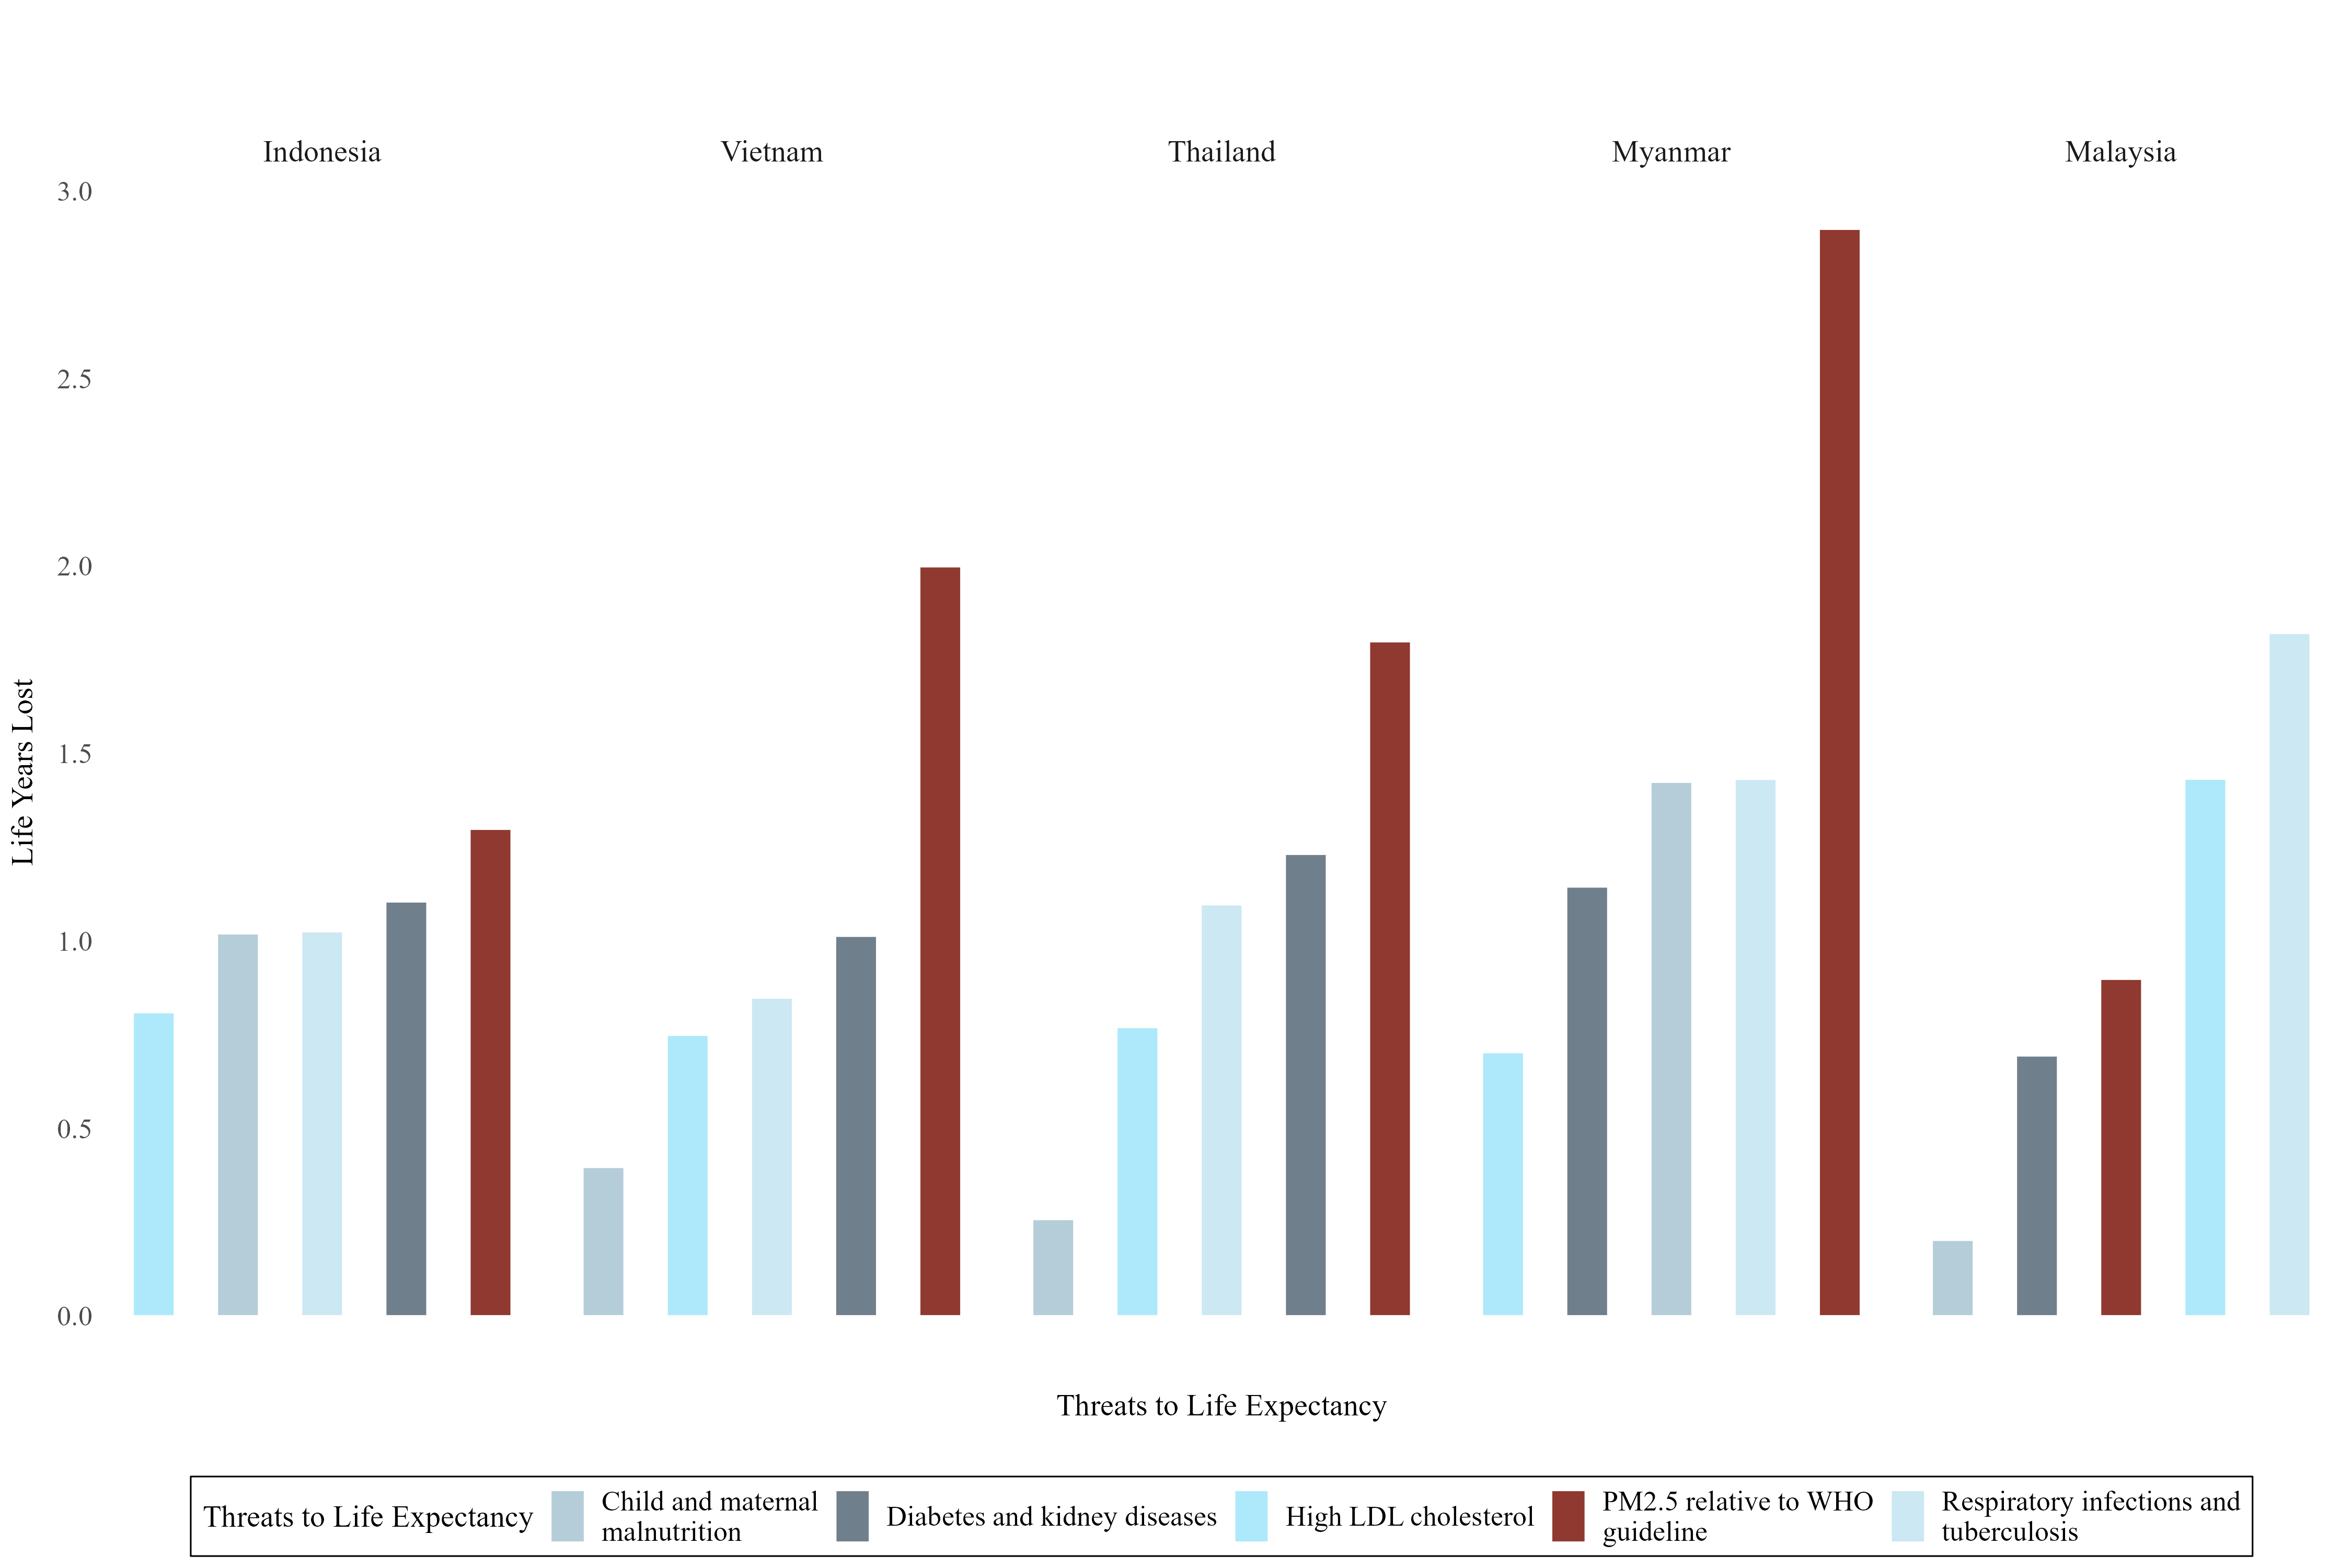 Indonesia Vietnam Thailand Myanmar Malaysia
3.0
2.5
2.0
1.5
1.0
0.5
0.0
Life Years Lost
Threats to Life Expectancy
Threats to Life Expectancy
Child and maternal
malnutrition
Diabetes and kidney diseases
High LDL cholesterol
PM2.5 relative to WHO
guideline
Respiratory infections and
tuberculosis